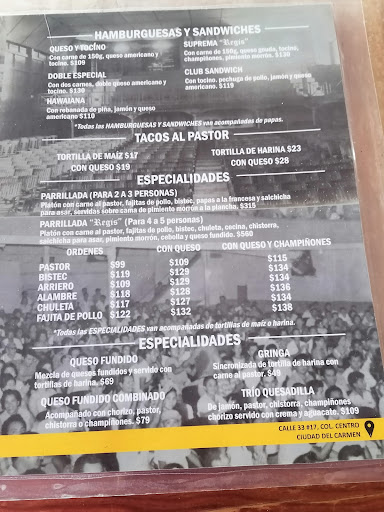 HAMBURGUESAS Y SANDWICHES
QUESO Y TOCINO
Con carne de 150g, queso americano y
tocino. $109
DOBLE ESPECIAL
Con dos carnes, doble queso americano y
tocino. $136
HAWAIANA
Con rebanada de piña, jamón y queso
americano $110
SUPREMA "Regis"
Con carne de 150g, queso gouda, tocino,
champiñones, pimiento morrón. $136
CLUB SANDWICH
Con tocino, pechuga de pollo, jamón y queso
americano. $119
*Todas las HAMBURGUESAS Y SANDWICHES van acompañadas de papas.
TACOS AL PASTOR
TORTILLA DE MAÍZ $17
CON QUESO $19
TORTILLA DE HARINA $23
CON QUESO $28
ESPECIALIDADES
PARRILLADA (PARA 2 A 3 PERSONAS)
Platón con carne al pastor, fajitas de pollo, bistec, papas a la francesa y salchicha
para asar, servidas sobre cama de pimiento morrón a la plancha. $315
PARRILLADA "Regis" (Para 4 a 5 personas)
Platón con carne al pastor, fajitas de pollo, bistec, chuleta, cecina, chistorra,
salchicha para asar, pimiento morrón, cebolla y queso fundido. $560
ORDENES CON QUESO CON QUESO Y CHAMPIÑONES
PASTOR $99 $109 $115
BISTEC $119 $129 $134
ARRIERO $109 $129 $134
ALAMBRE $118 $128 $136
CHULETA $117 $127 $134
FAJITA DE POLLO $122 $132 $138
*Todas las ESPECIALIDADES van acompañadas de tortillas de maíz o harina.
ESPECIALIDADES
QUESO FUNDIDO
Mezcla de quesos fundidos y servido con
tortillas de harina. $69
QUESO FUNDIDO COMBINADO
Acompañado con chorizo, pastor,
chistorra o champiñones. $79
GRINGA
Sincronizada de tortilla de harina con
carne al pastor. $49
TRÍO QUESADILLA
De jamón, pastor, chistorra, champiñones
chorizo servido con crema y aguacate. $109
CALLE 33 #17, COL. CENTRO
CIUDAD DEL CARMEN